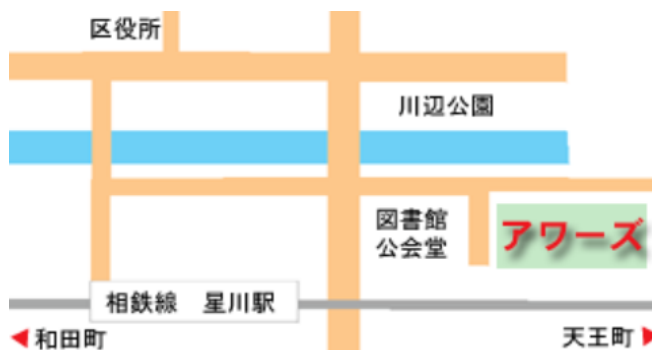 区役所
川辺公園
図書館
公会堂
アワーズ
相鉄線　星川駅
和田町
天王町